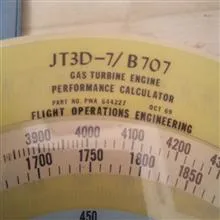 JT3D-7/B707
GAS TURBINE ENGINE
PERFORMANCE CALCULATOR
PART NO. PWA 644227 OCT 69
FLIGHT OPERATIONS ENGINEERING
3900 4000 4100 4200
1700 1750 1800 1850
450